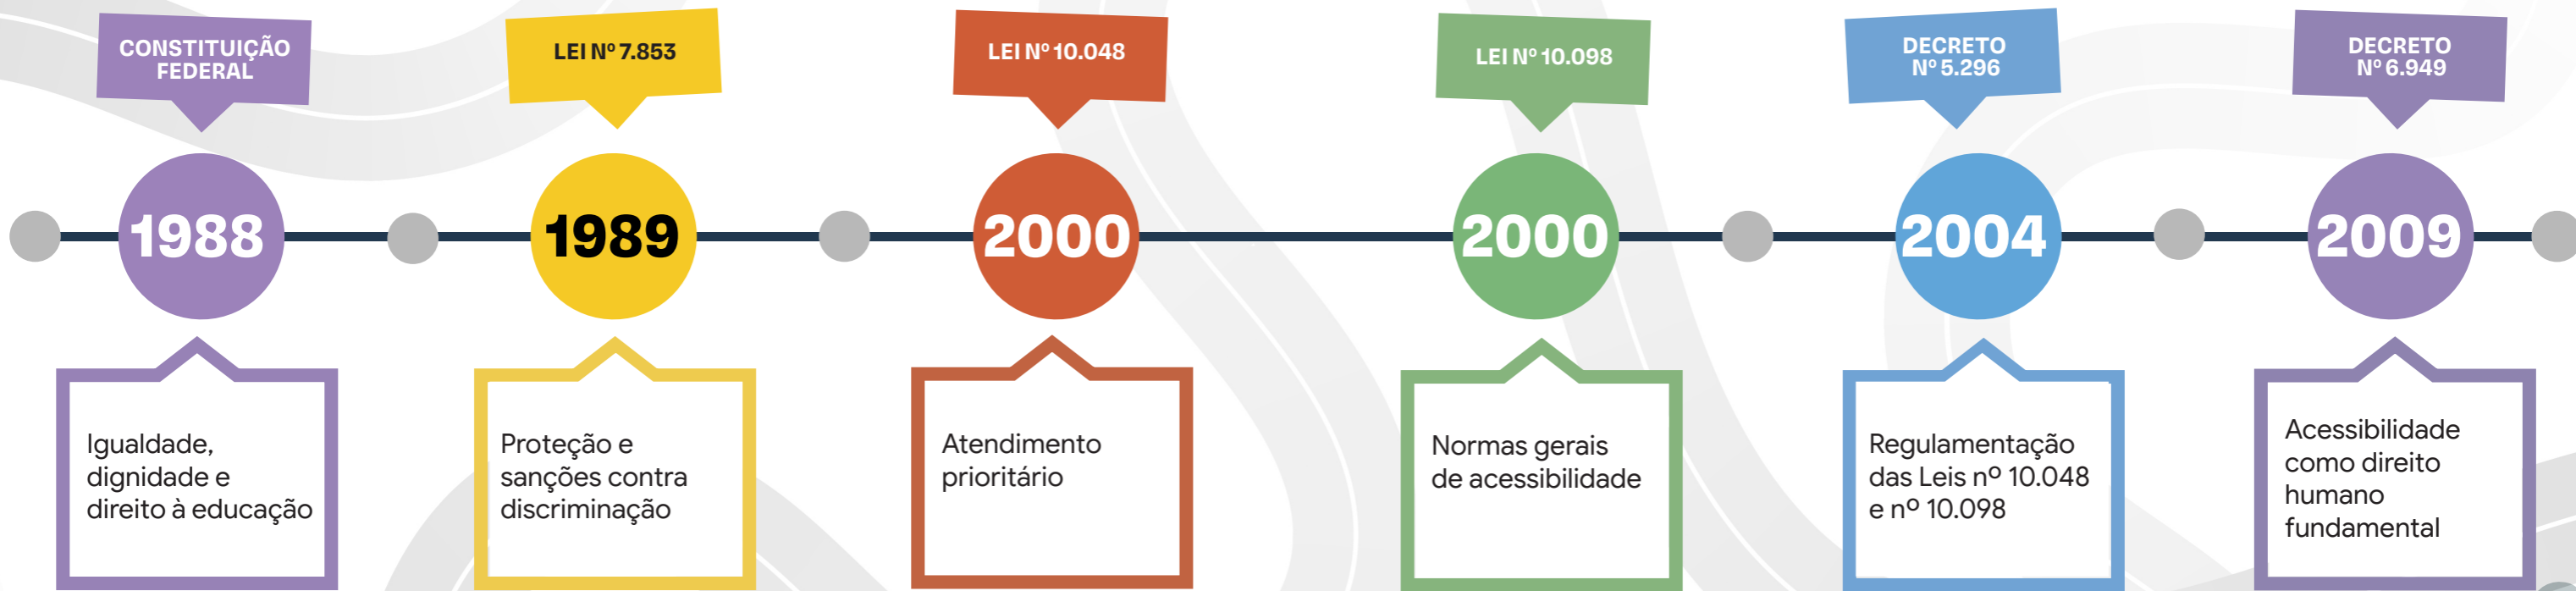 CONSTITUIÇÃO
FEDERAL
1988
Igualdade,
dignidade e
direito à educação
LEI Nº 7.853
1989
Proteção e
sanções contra
discriminação
LEI Nº 10.048
2000
Atendimento
prioritário
LEI Nº 10.098
2000
Normas gerais
de acessibilidade
DECRETO
Nº 5.296
2004
Regulamentação
das Leis nº 10.048
e nº 10.098
DECRETO
Nº 6.949
2009
Acessibilidade
como direito
humano
fundamental